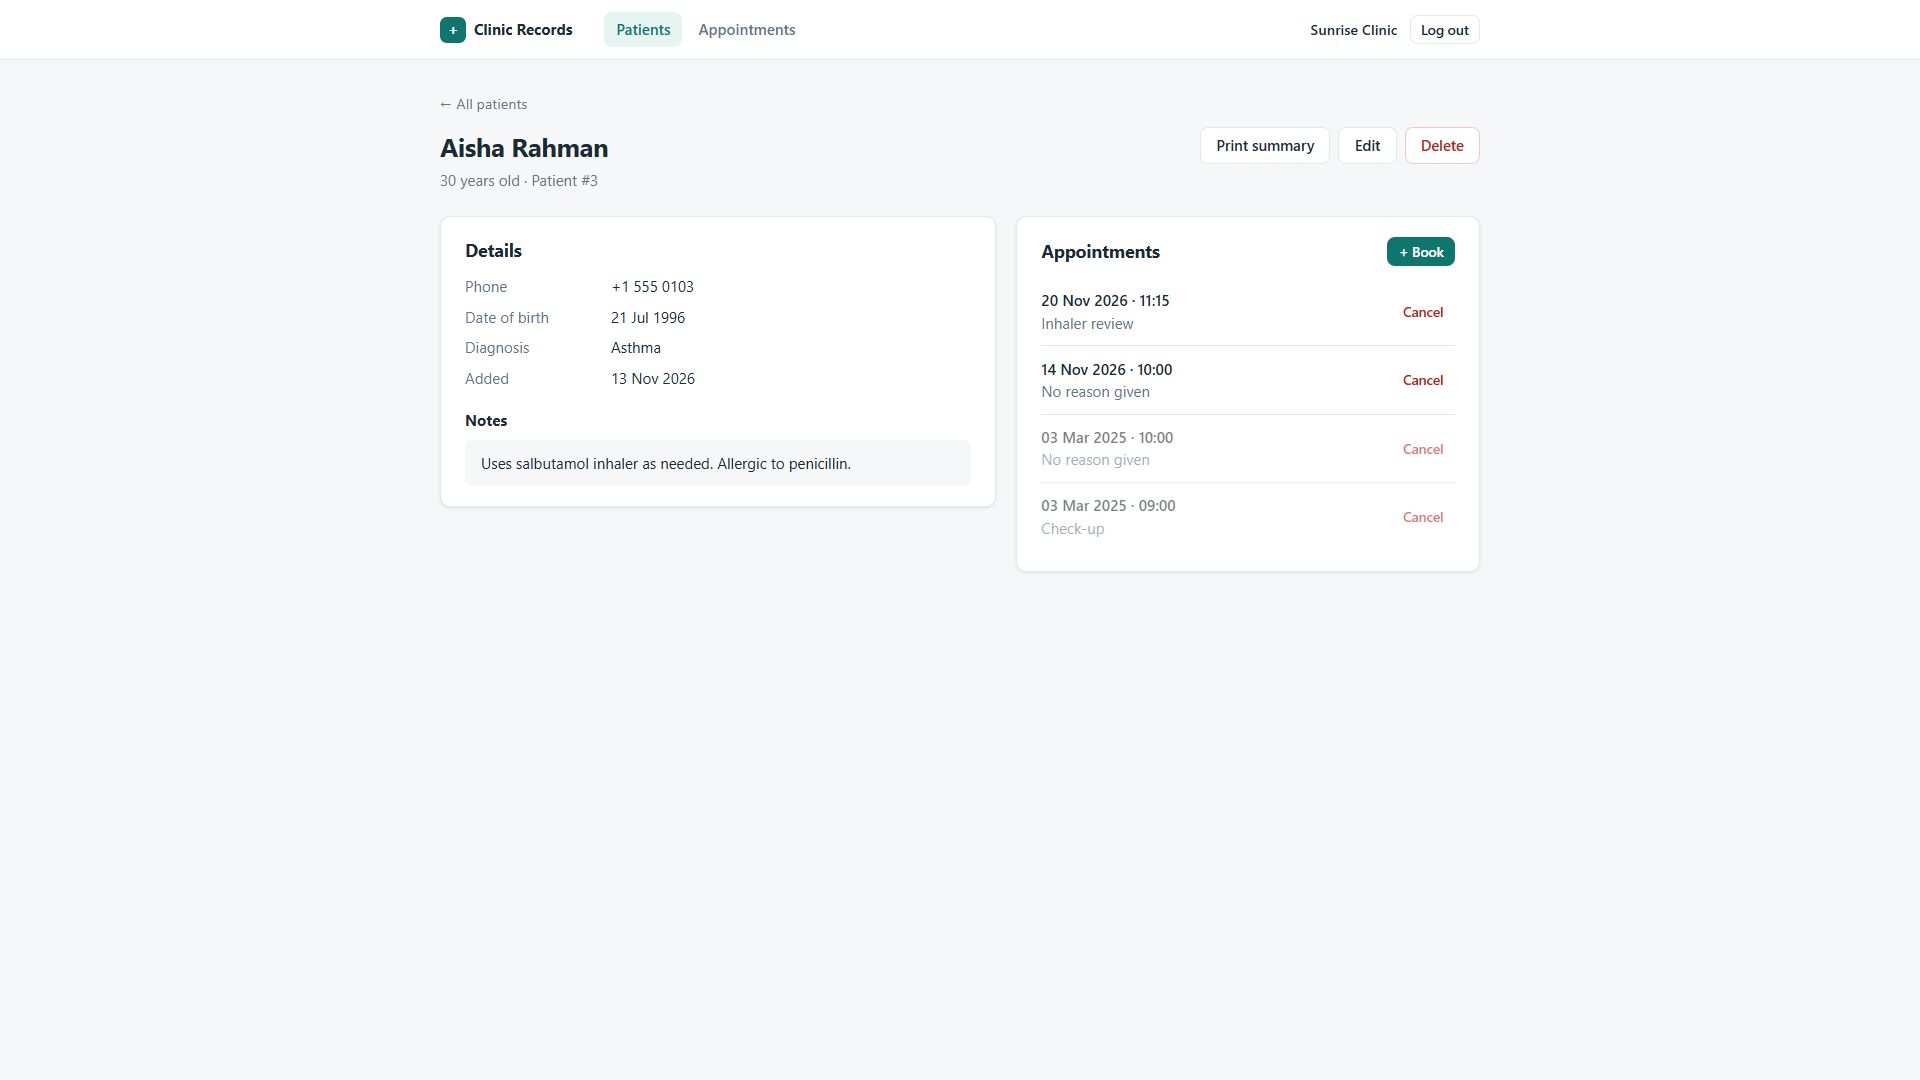 + Clinic Records Patients Appointments Sunrise Clinic Log out
← All patients
Aisha Rahman
Print summary Edit Delete
30 years old · Patient #3
Details
Phone +1 555 0103
Date of birth 21 Jul 1996
Diagnosis Asthma
Added 13 Nov 2026
Notes
Uses salbutamol inhaler as needed. Allergic to penicillin.
Appointments + Book
20 Nov 2026 · 11:15
Inhaler review
Cancel
14 Nov 2026 · 10:00
No reason given
Cancel
03 Mar 2025 · 10:00
No reason given
Cancel
03 Mar 2025 · 09:00
Check-up
Cancel